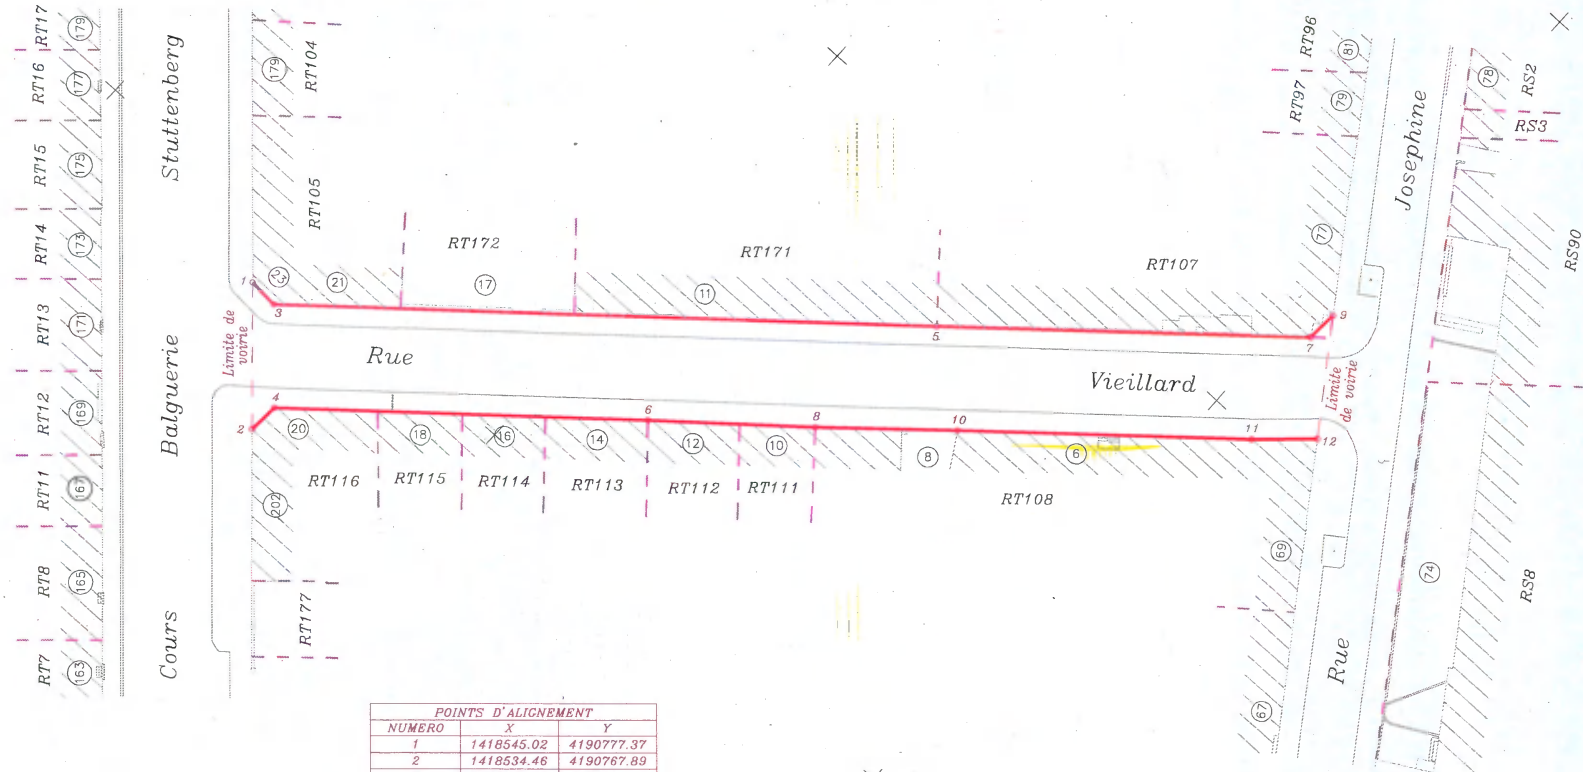 RT17
179
RT16
177
RT15
175
RT14
173
RT13
171
RT12
169
RT11
167
RT8
165
RT7
163
Cours Balguerie Stuttenberg
179
RT104
RT105
23
21
RT172
17
RT171
11
RT107
RT96
81
RT97
79
77
1
3
5
7
9
Limite de
voirie
Rue Vieillard
Limite
de voirie
2
4
6
8
10
11
12
20
18
16
14
12
10
8
6
202
RT116
RT115
RT114
RT113
RT112
RT111
RT108
RT177
69
67
Rue Josephine
78
RS2
RS3
RS90
74
RS8
POINTS D'ALIGNEMENT
NUMERO X Y
1 1418545.02 4190777.37
2 1418534.46 4190767.89